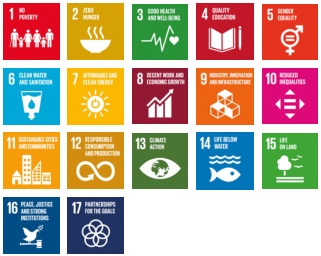 1 NO
POVERTY
2 ZERO
HUNGER
3 GOOD HEALTH
AND WELL-BEING
4 QUALITY
EDUCATION
5 GENDER
EQUALITY
6 CLEAN WATER
AND SANITATION
7 AFFORDABLE AND
CLEAN ENERGY
8 DECENT WORK AND
ECONOMIC GROWTH
9 INDUSTRY, INNOVATION
AND INFRASTRUCTURE
10 REDUCED
INEQUALITIES
11 SUSTAINABLE CITIES
AND COMMUNITIES
12 RESPONSIBLE
CONSUMPTION
AND PRODUCTION
13 CLIMATE
ACTION
14 LIFE BELOW
WATER
15 LIFE
ON LAND
16 PEACE, JUSTICE
AND STRONG
INSTITUTIONS
17 PARTNERSHIPS
FOR THE GOALS